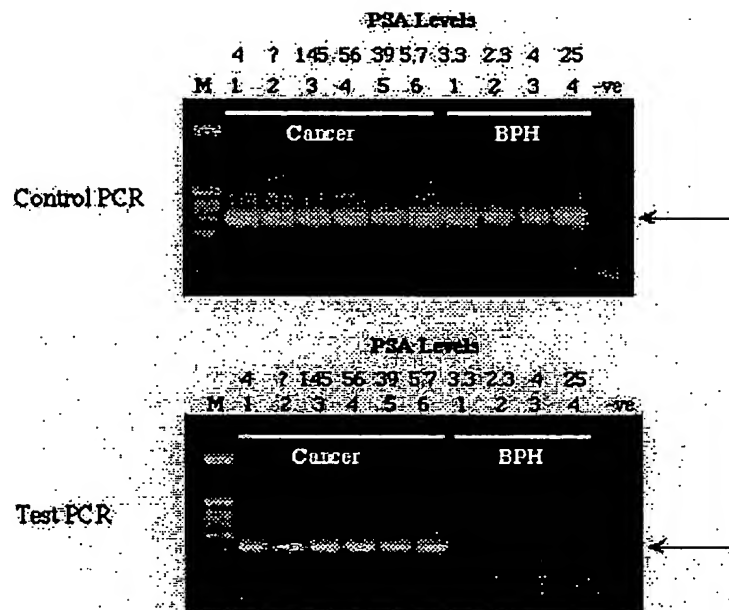 PSA Levels
4 ? 145 56 39 5.7 3.3 2.3 4 25
M 1 2 3 4 5 6 1 2 3 4 -ve
Cancer BPH
Control PCR
PSA Levels
4 ? 145 56 39 5.7 3.3 2.3 4 25
M 1 2 3 4 5 6 1 2 3 4 -ve
Cancer BPH
Test PCR